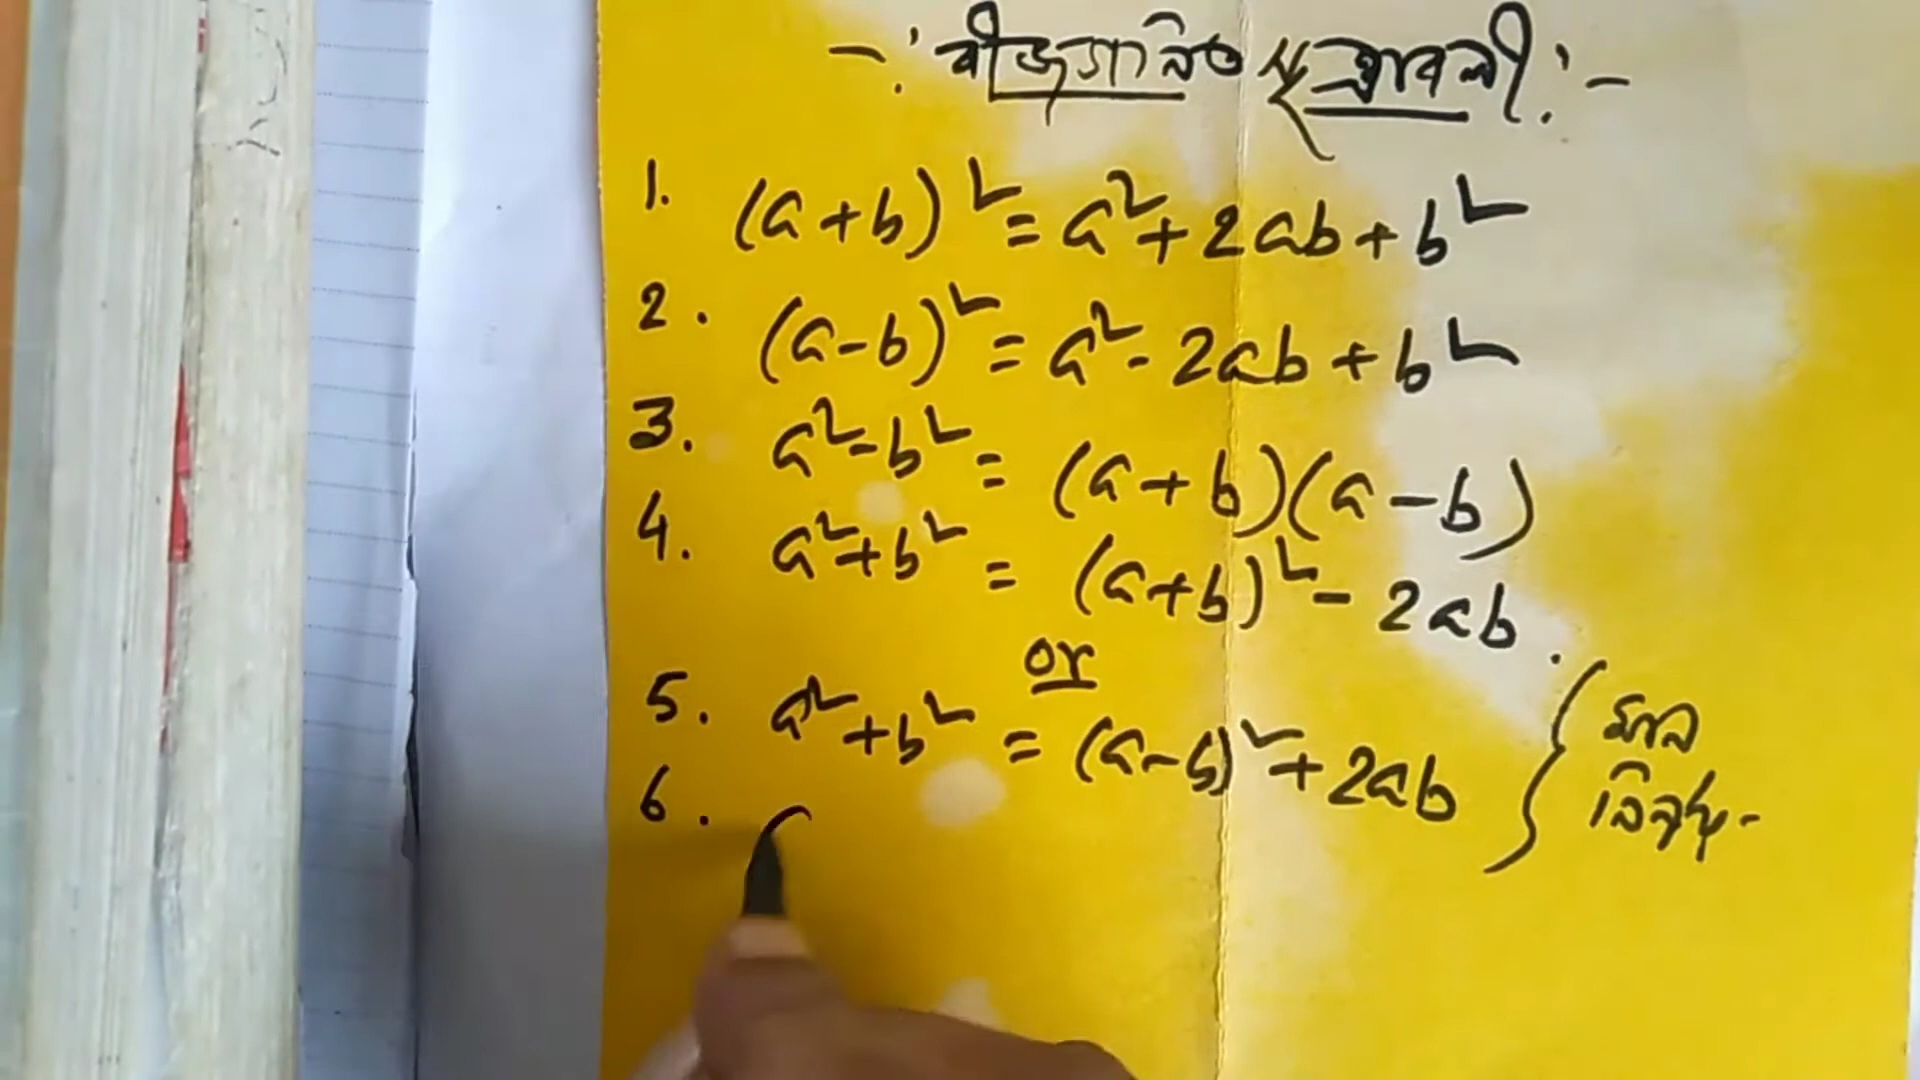 -: বীজগানিত সূত্রাবলী :-
1. (a+b)² = a²+2ab+b²
2. (a-b)² = a²-2ab+b²
3. a²-b² = (a+b)(a-b)
4. a²+b² = (a+b)²-2ab.
or
5. a²+b² = (a-b)²+2ab } মান
6. (